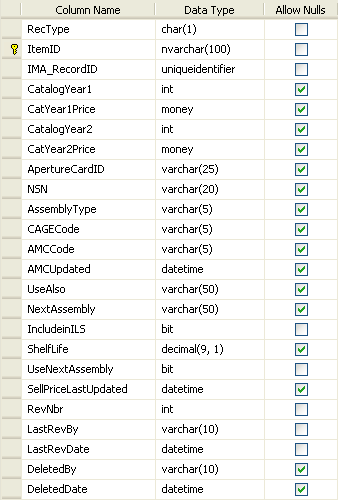 Column Name Data Type Allow Nulls
RecType char(1)
ItemID nvarchar(100)
IMA_RecordID uniqueidentifier
CatalogYear1 int
CatYear1Price money
CatalogYear2 int
CatYear2Price money
ApertureCardID varchar(25)
NSN varchar(20)
AssemblyType varchar(5)
CAGECode varchar(5)
AMCCode varchar(5)
AMCUpdated datetime
UseAlso varchar(50)
NextAssembly varchar(50)
IncludeinILS bit
ShelfLife decimal(9, 1)
UseNextAssembly bit
SellPriceLastUpdated datetime
RevNbr int
LastRevBy varchar(10)
LastRevDate datetime
DeletedBy varchar(10)
DeletedDate datetime